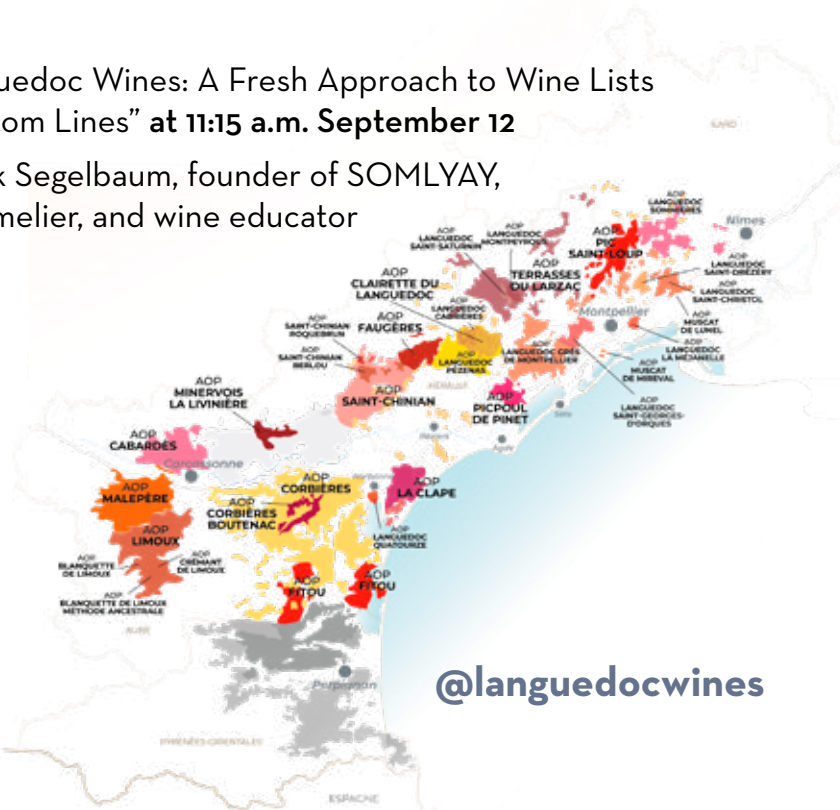 uedoc Wines: A Fresh Approach to Wine Lists
om Lines” at 11:15 a.m. September 12
k Segelbaum, founder of SOMLYAY,
melier, and wine educator
GARD
AOP
LANGUEDOC
SOMMIÈRES
Nîmes
AOP
LANGUEDOC
SAINT-SATURNIN
AOP
LANGUEDOC
MONTPEYROUX
AOP
PIC
SAINT-LOUP
AOP
LANGUEDOC
SAINT-DRÉZÉRY
AOP
TERRASSES
DU LARZAC
AOP
CLAIRETTE DU
LANGUEDOC
AOP
LANGUEDOC
SAINT-CHRISTOL
AOP
LANGUEDOC
CABRIÈRES
Montpellier
AOP
MUSCAT
DE LUNEL
AOP
FAUGÈRES
AOP
SAINT-CHINIAN
ROQUEBRUN
AOP
LANGUEDOC
LA MÉJANELLE
AOP
SAINT-CHINIAN
BERLOU
AOP
LANGUEDOC
PÉZENAS
AOP
LANGUEDOC GRÈS
DE MONTPELLIER
AOP
MUSCAT
DE MIREVAL
HÉRAULT
AOP
MINERVOIS
LA LIVINIÈRE
AOP
SAINT-CHINIAN
AOP
PICPOUL
DE PINET
Sète
AOP
LANGUEDOC
SAINT-GEORGES-
D'ORQUES
Béziers
Agde
AOP
CABARDÈS
Carcassonne
Narbonne
AOP
MALEPÈRE
AOP
CORBIÈRES
AOP
LA CLAPE
AOP
CORBIÈRES
BOUTENAC
AOP
LIMOUX
AOP
LANGUEDOC
QUATOURZE
AOP
BLANQUETTE
DE LIMOUX
AOP
CRÉMANT
DE LIMOUX
AOP
FITOU
AOP
FITOU
AOP
BLANQUETTE DE LIMOUX
MÉTHODE ANCESTRALE
AUDE
Perpignan
@languedocwines
PYRÉNÉES-ORIENTALES
ESPAGNE